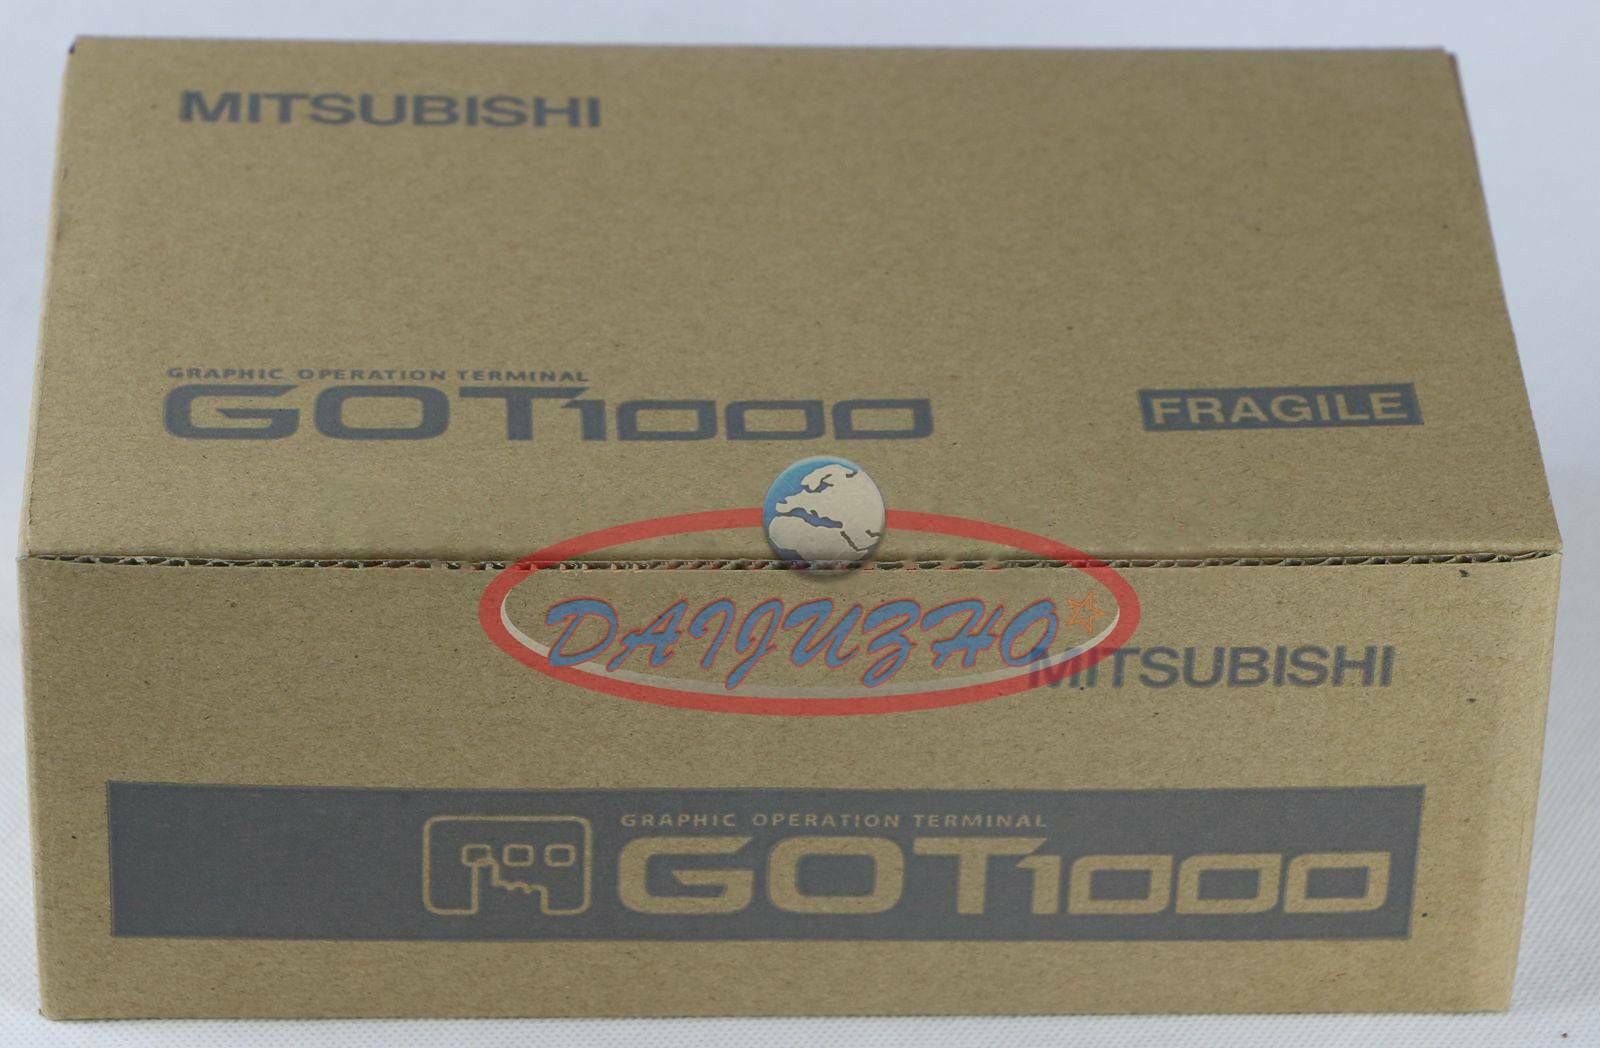 MITSUBISHI
GRAPHIC OPERATION TERMINAL
GOT1000
FRAGILE
DAIJUZHO
MITSUBISHI
GRAPHIC OPERATION TERMINAL
GOT1000